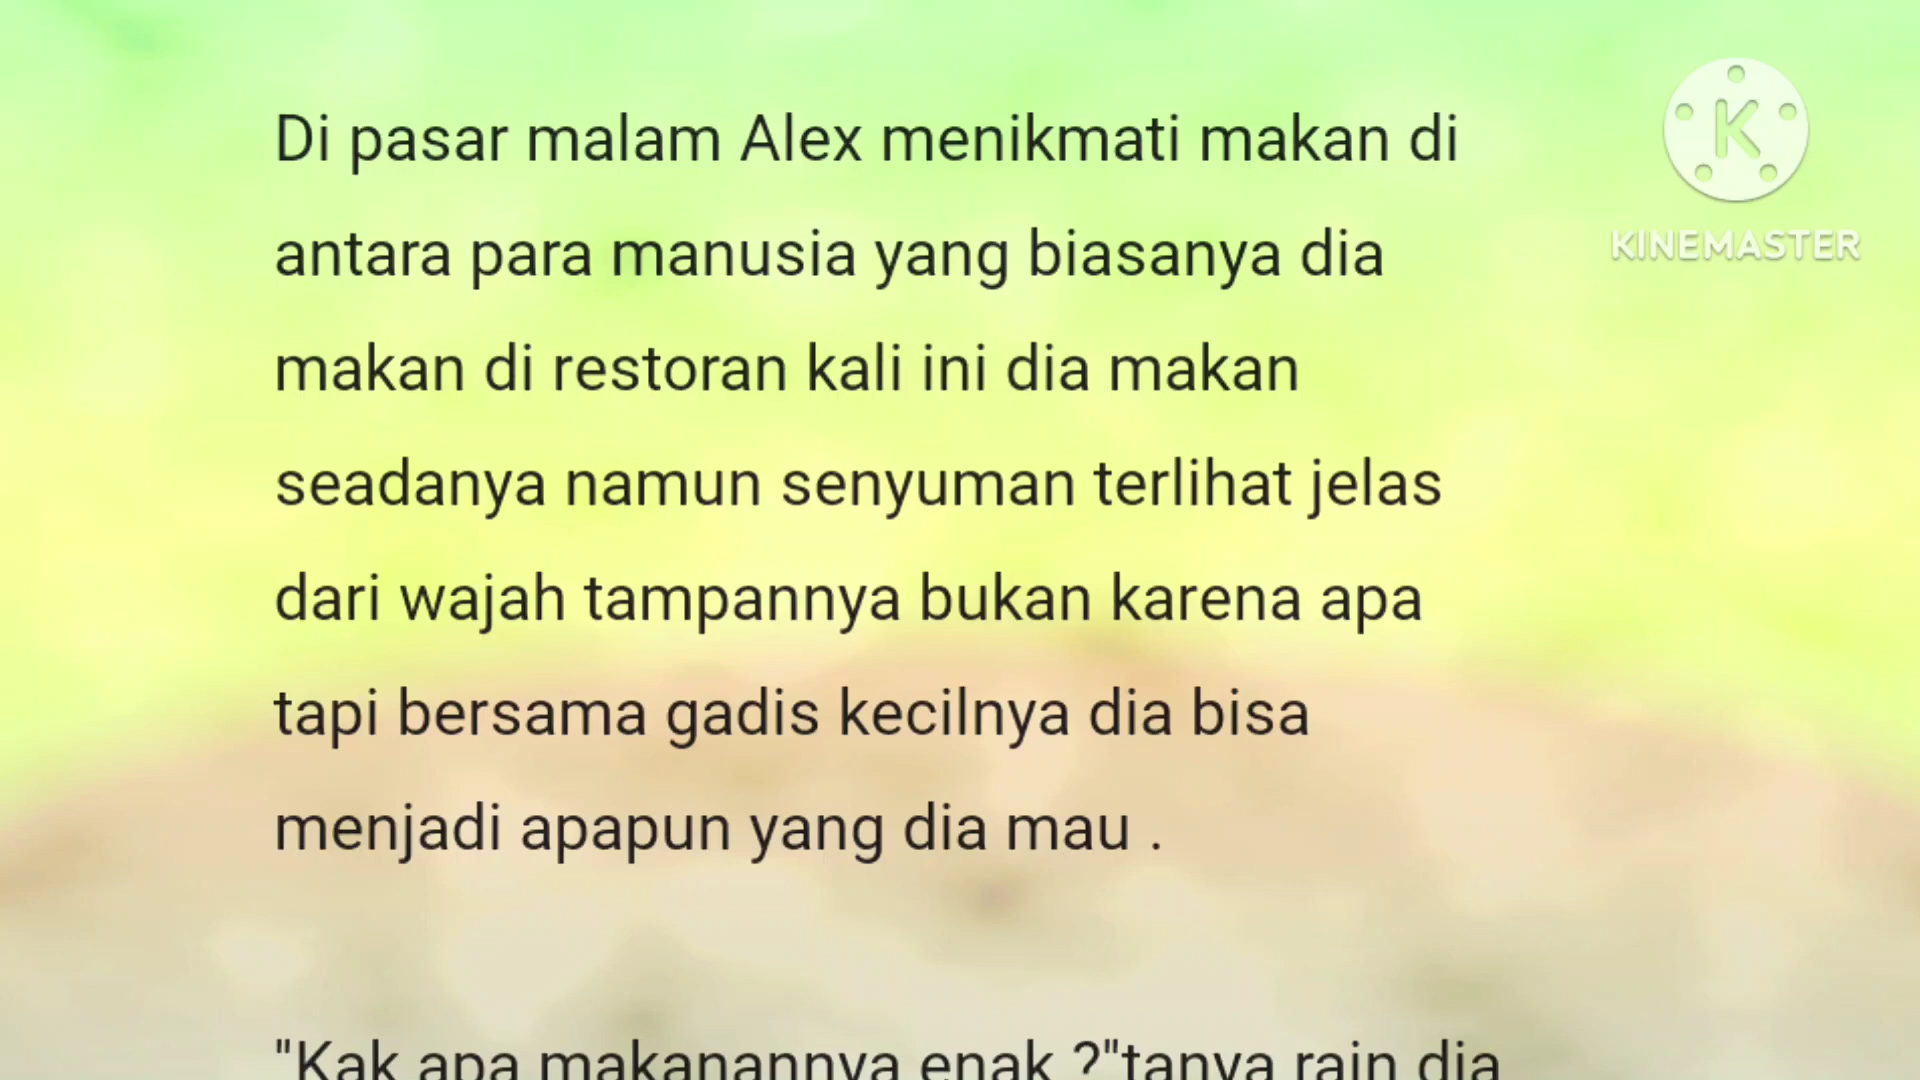 Di pasar malam Alex menikmati makan di
antara para manusia yang biasanya dia
makan di restoran kali ini dia makan
seadanya namun senyuman terlihat jelas
dari wajah tampannya bukan karena apa
tapi bersama gadis kecilnya dia bisa
menjadi apapun yang dia mau .
"Kak apa makanannya enak ?"tanya rain dia
K
KINEMASTER